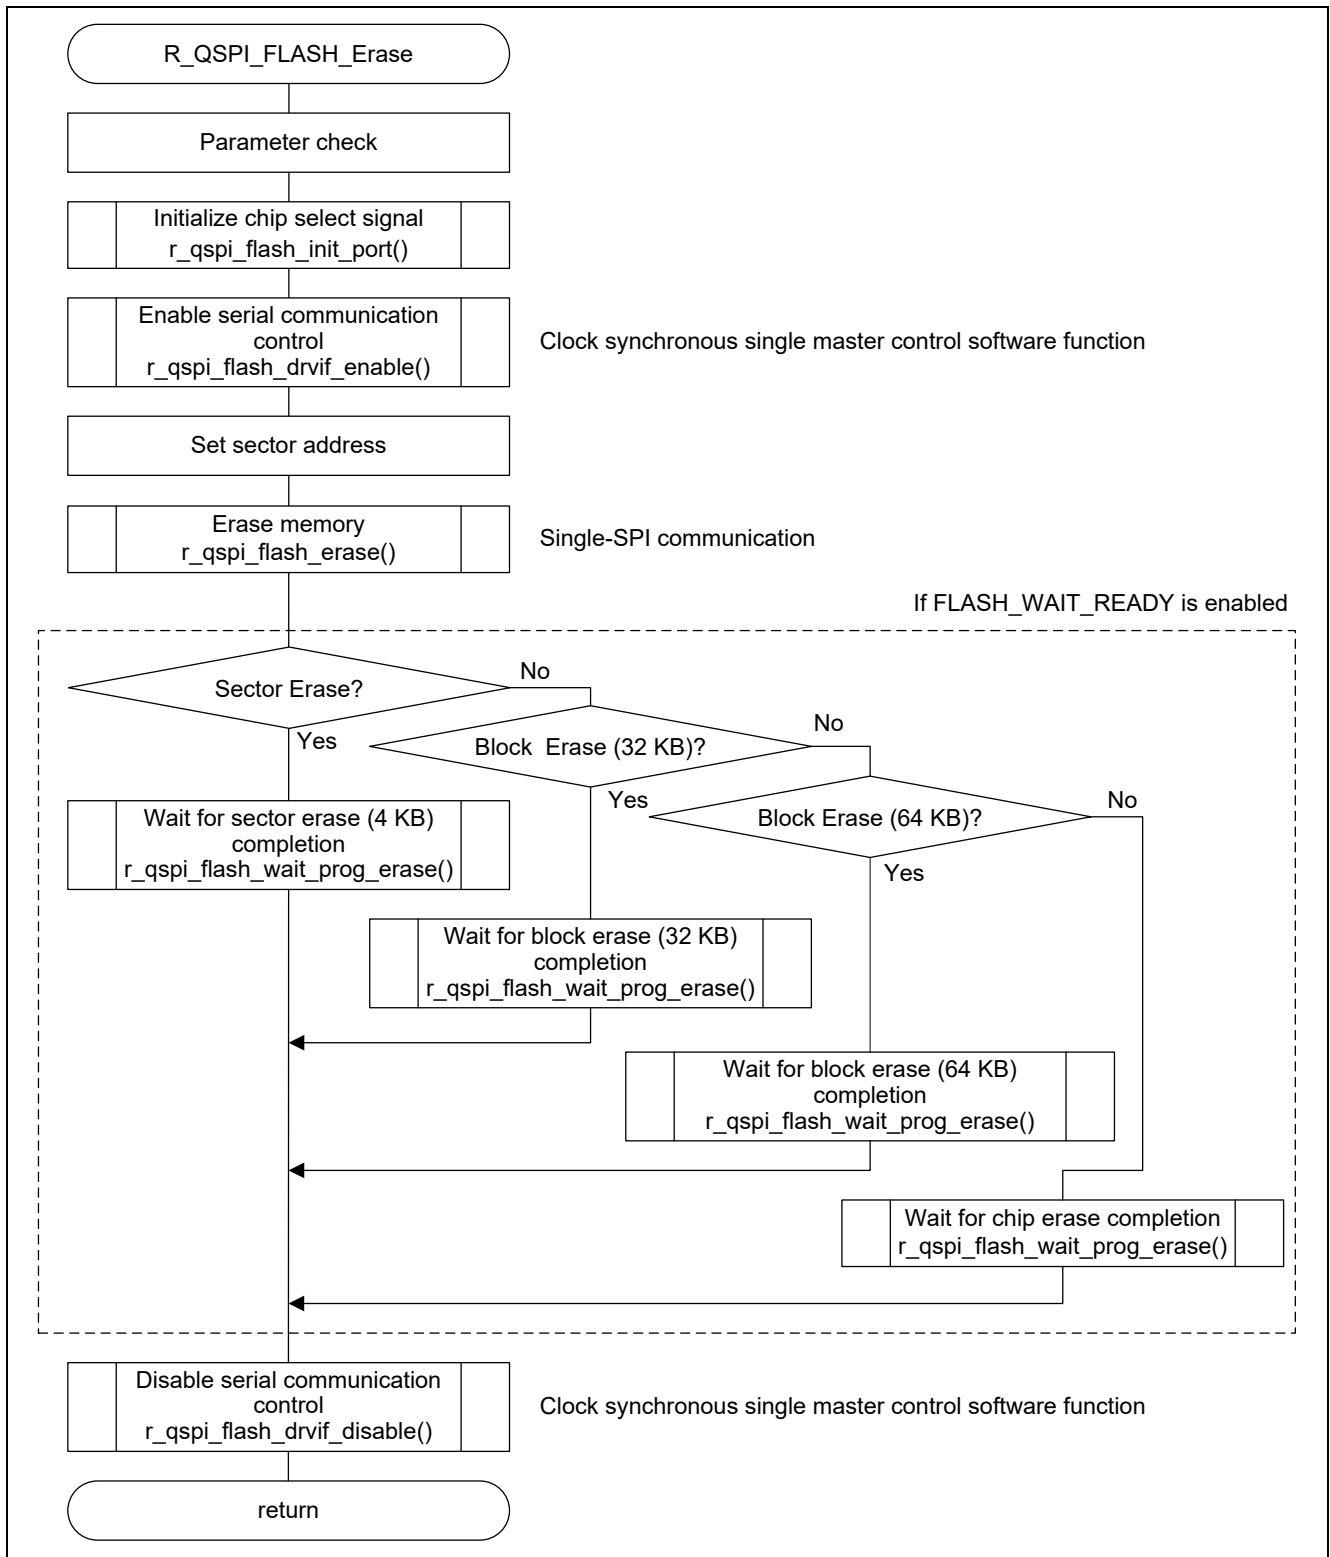 R_QSPI_FLASH_Erase
Parameter check
Initialize chip select signal
r_qspi_flash_init_port()
Enable serial communication
control
r_qspi_flash_drvif_enable()
Clock synchronous single master control software function
Set sector address
Erase memory
r_qspi_flash_erase()
Single-SPI communication
If FLASH_WAIT_READY is enabled
Sector Erase?
No
Yes
Block  Erase (32 KB)?
No
Yes
Block Erase (64 KB)?
No
Yes
Wait for sector erase (4 KB)
completion
r_qspi_flash_wait_prog_erase()
Wait for block erase (32 KB)
completion
r_qspi_flash_wait_prog_erase()
Wait for block erase (64 KB)
completion
r_qspi_flash_wait_prog_erase()
Wait for chip erase completion
r_qspi_flash_wait_prog_erase()
Disable serial communication
control
r_qspi_flash_drvif_disable()
Clock synchronous single master control software function
return